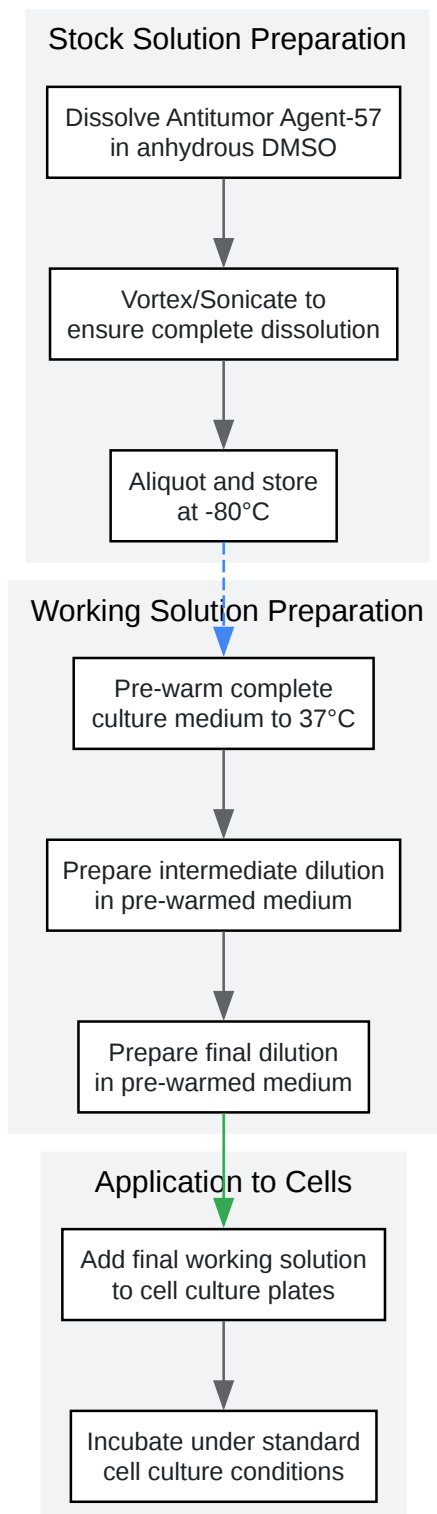 Stock Solution Preparation
Dissolve Antitumor Agent-57
in anhydrous DMSO
Vortex/Sonicate to
ensure complete dissolution
Aliquot and store
at -80°C
Working Solution Preparation
Pre-warm complete
culture medium to 37°C
Prepare intermediate dilution
in pre-warmed medium
Prepare final dilution
in pre-warmed medium
Application to Cells
Add final working solution
to cell culture plates
Incubate under standard
cell culture conditions